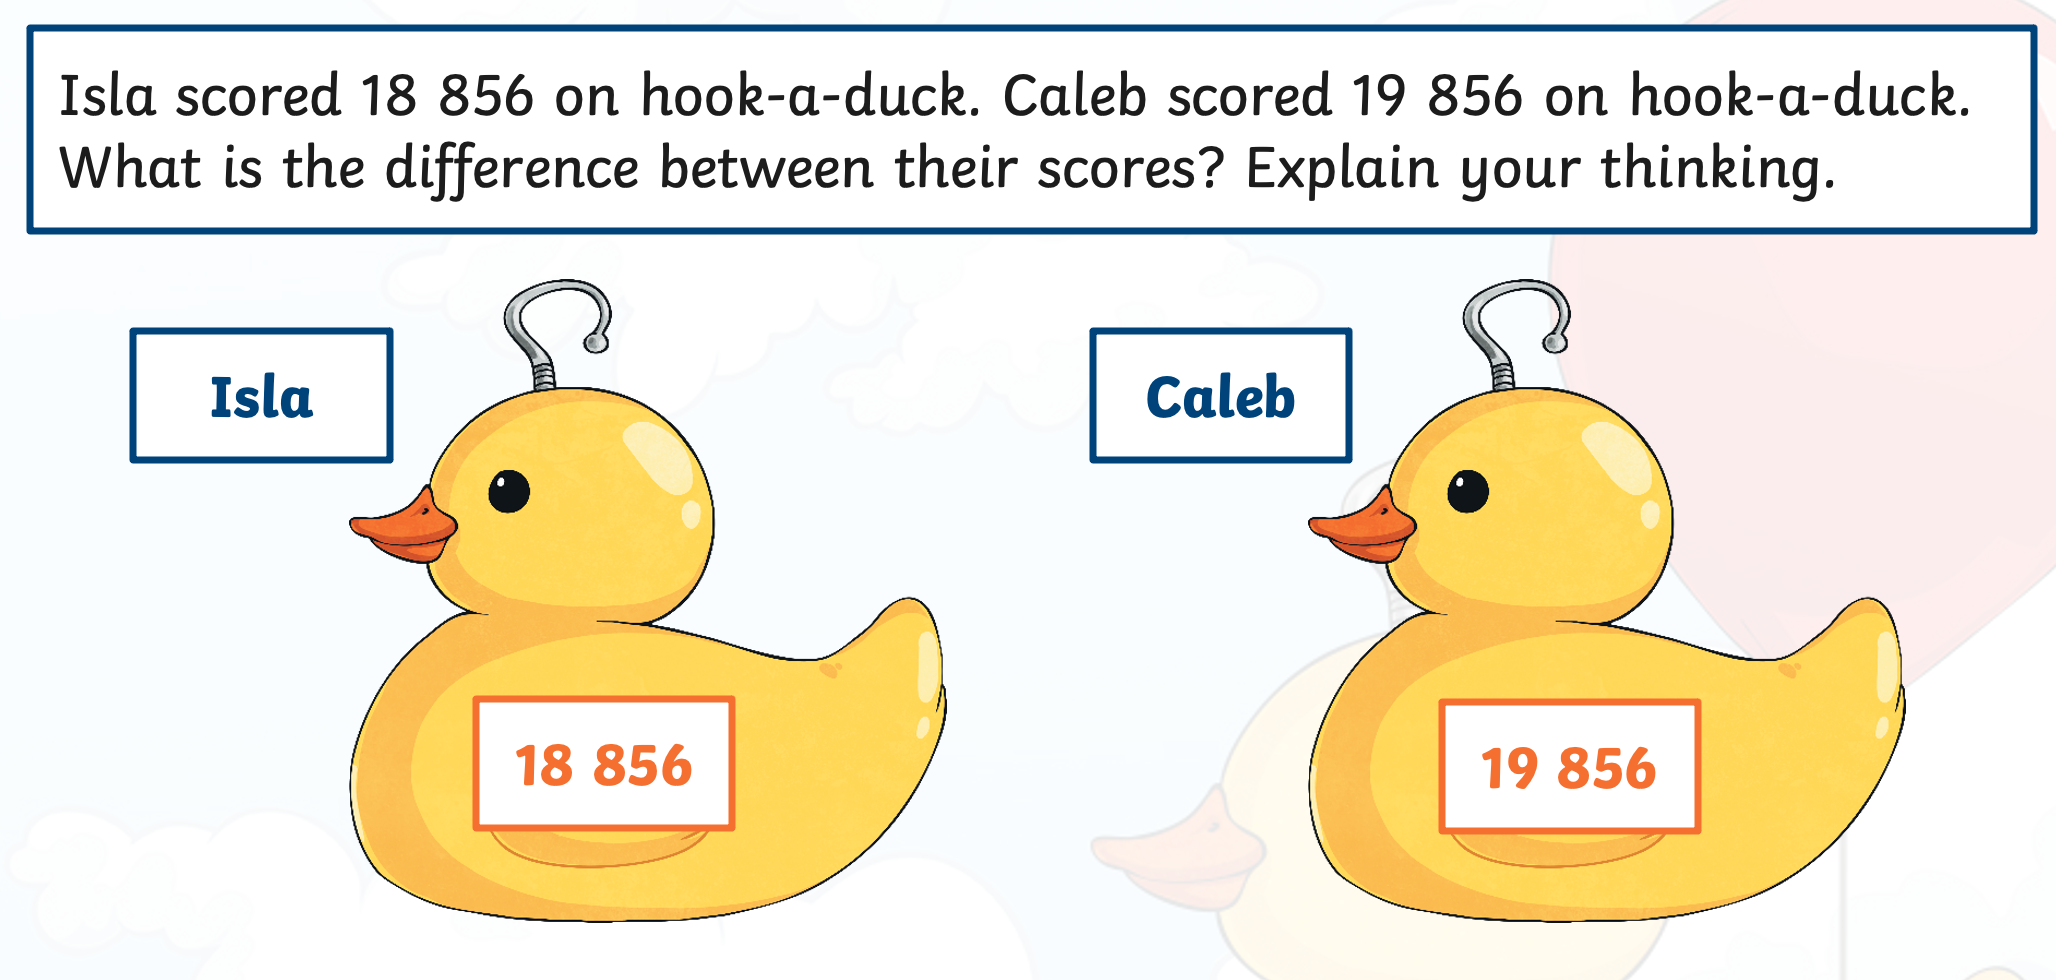 Isla scored 18 856 on hook-a-duck. Caleb scored 19 856 on hook-a-duck.
What is the difference between their scores? Explain your thinking.
Isla
Caleb
18 856
19 856